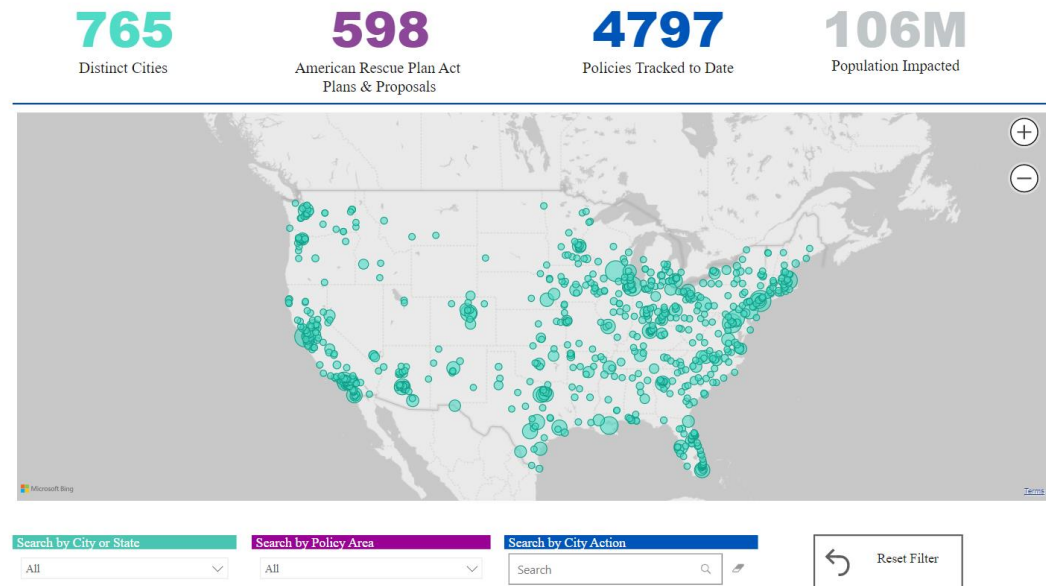 765
Distinct Cities
598
American Rescue Plan Act
Plans & Proposals
4797
Policies Tracked to Date
106M
Population Impacted
Microsoft Bing
Terms
Search by City or State
All
Search by Policy Area
All
Search by City Action
Search
Reset Filter